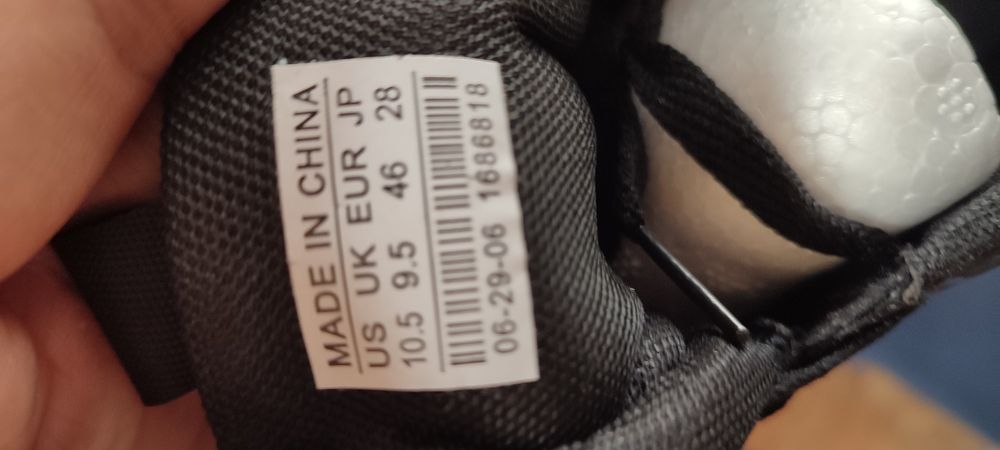 MADE IN CHINA
US UK EUR JP
10.5 9.5 46 28
06-29-06 1686818